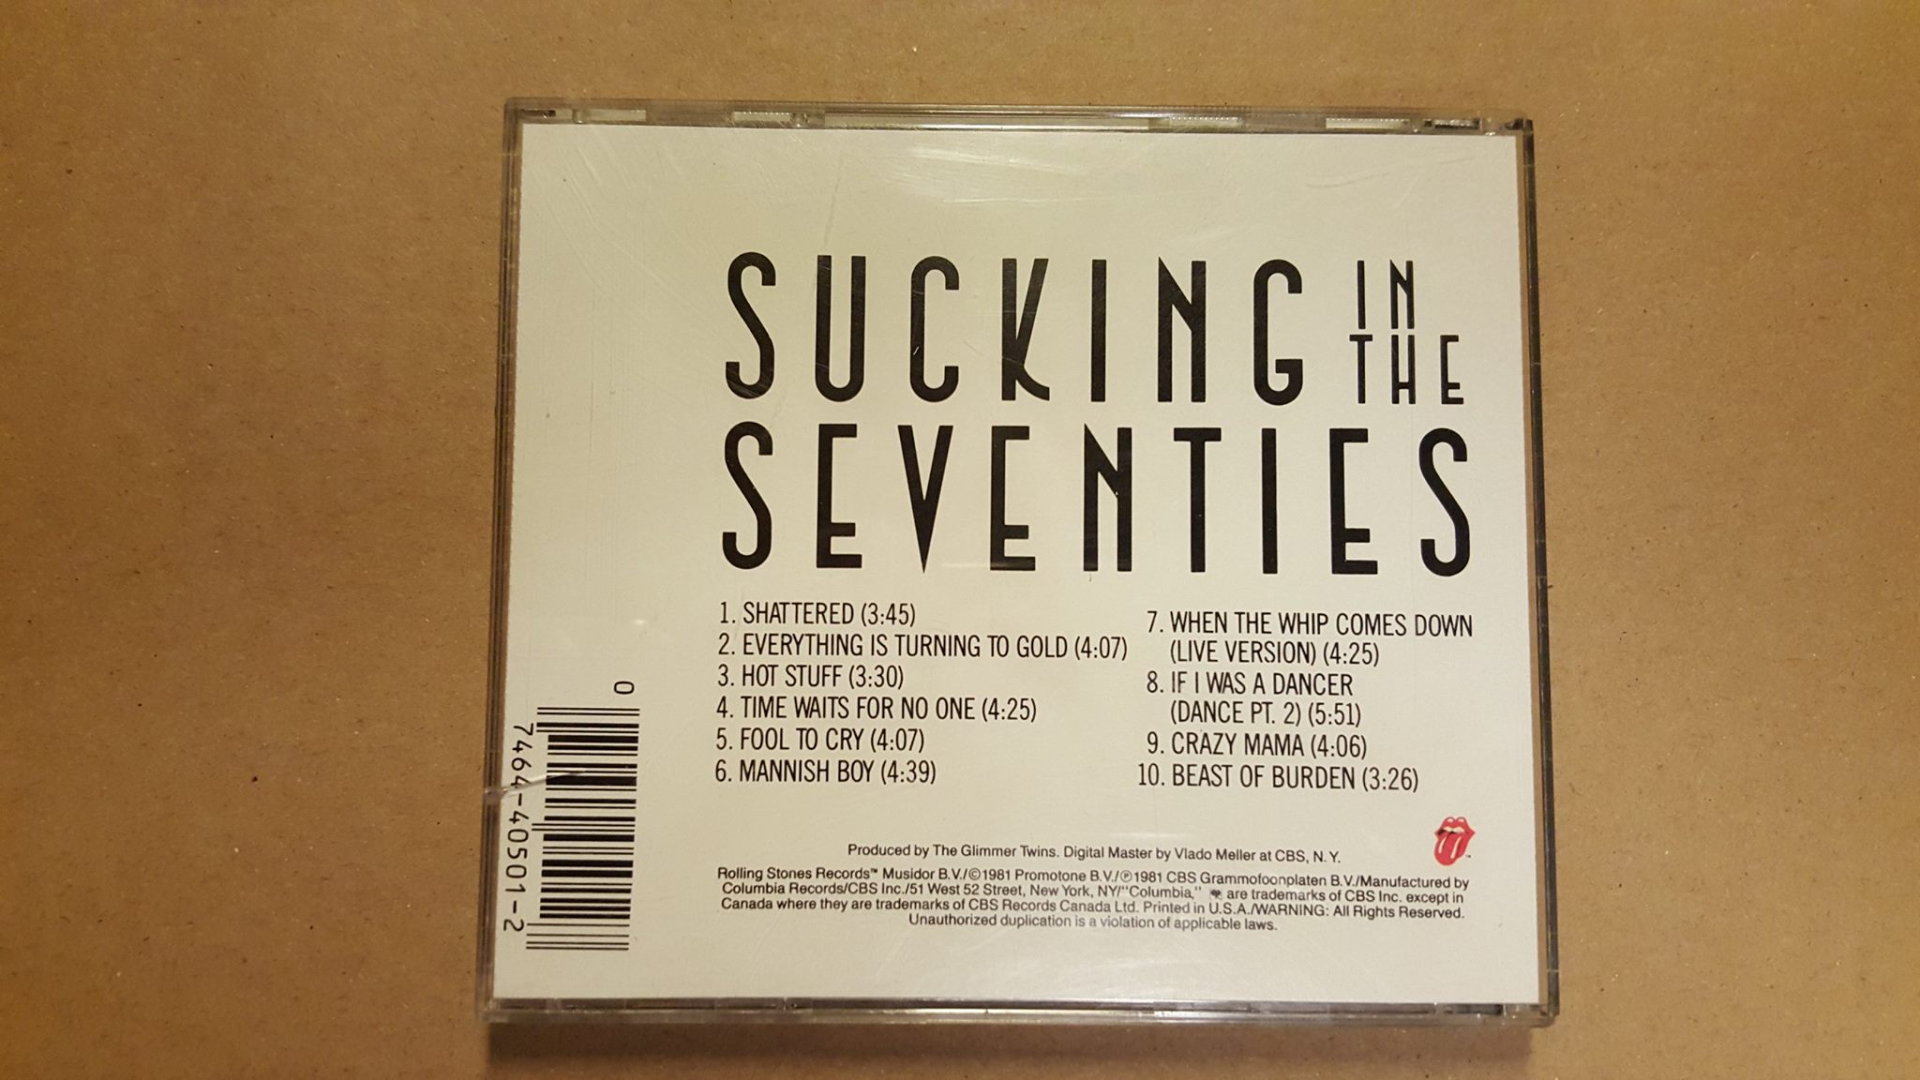 SUCKING IN
THE
SEVENTIES
1. SHATTERED (3:45)
2. EVERYTHING IS TURNING TO GOLD (4:07)
3. HOT STUFF (3:30)
4. TIME WAITS FOR NO ONE (4:25)
5. FOOL TO CRY (4:07)
6. MANNISH BOY (4:39)
7. WHEN THE WHIP COMES DOWN
(LIVE VERSION) (4:25)
8. IF I WAS A DANCER
(DANCE PT. 2) (5:51)
9. CRAZY MAMA (4:06)
10. BEAST OF BURDEN (3:26)
Produced by The Glimmer Twins. Digital Master by Vlado Meller at CBS, N.Y.
Rolling Stones Records™ Musidor B.V./©1981 Promotone B.V./℗1981 CBS Grammofoonplaten B.V./Manufactured by
Columbia Records/CBS Inc./51 West 52 Street, New York, NY/"Columbia," are trademarks of CBS Inc. except in
Canada where they are trademarks of CBS Records Canada Ltd. Printed in U.S.A./WARNING: All Rights Reserved.
Unauthorized duplication is a violation of applicable laws.
0
7464-40501-2